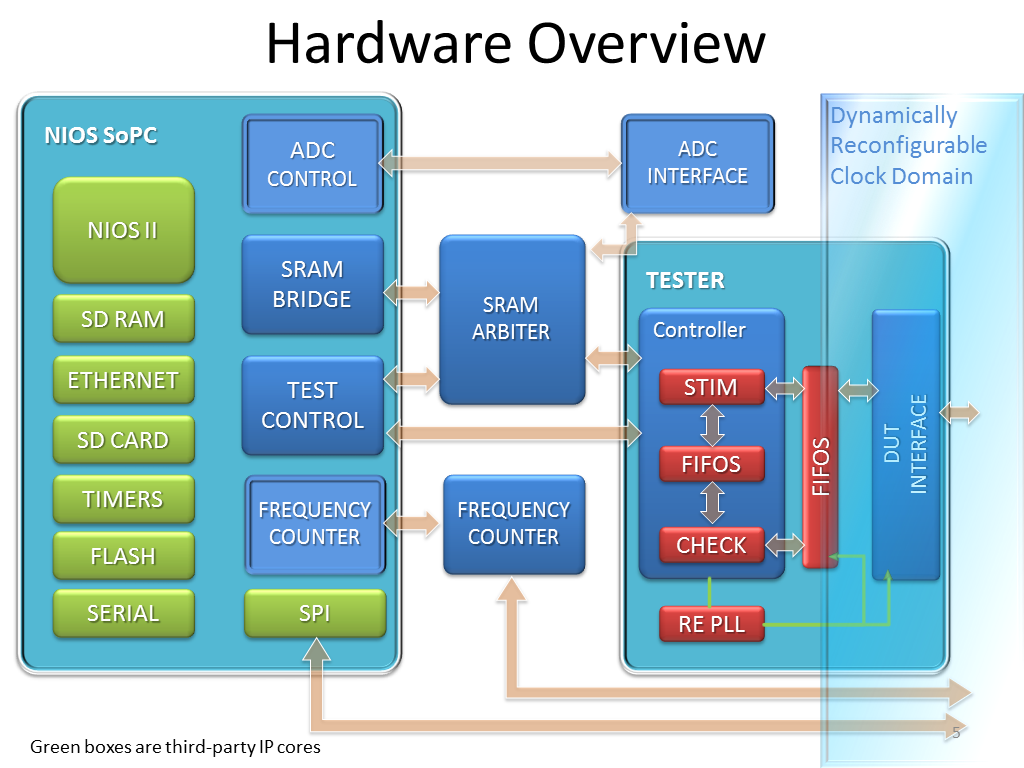 Hardware Overview
NIOS SoPC
NIOS II
SD RAM
ETHERNET
SD CARD
TIMERS
FLASH
SERIAL
ADC
CONTROL
SRAM
BRIDGE
TEST
CONTROL
FREQUENCY
COUNTER
SPI
SRAM
ARBITER
FREQUENCY
COUNTER
ADC
INTERFACE
Dynamically
Reconfigurable
Clock Domain
TESTER
Controller
STIM
FIFOS
CHECK
RE PLL
FIFOS
DUT
INTERFACE
Green boxes are third-party IP cores
5